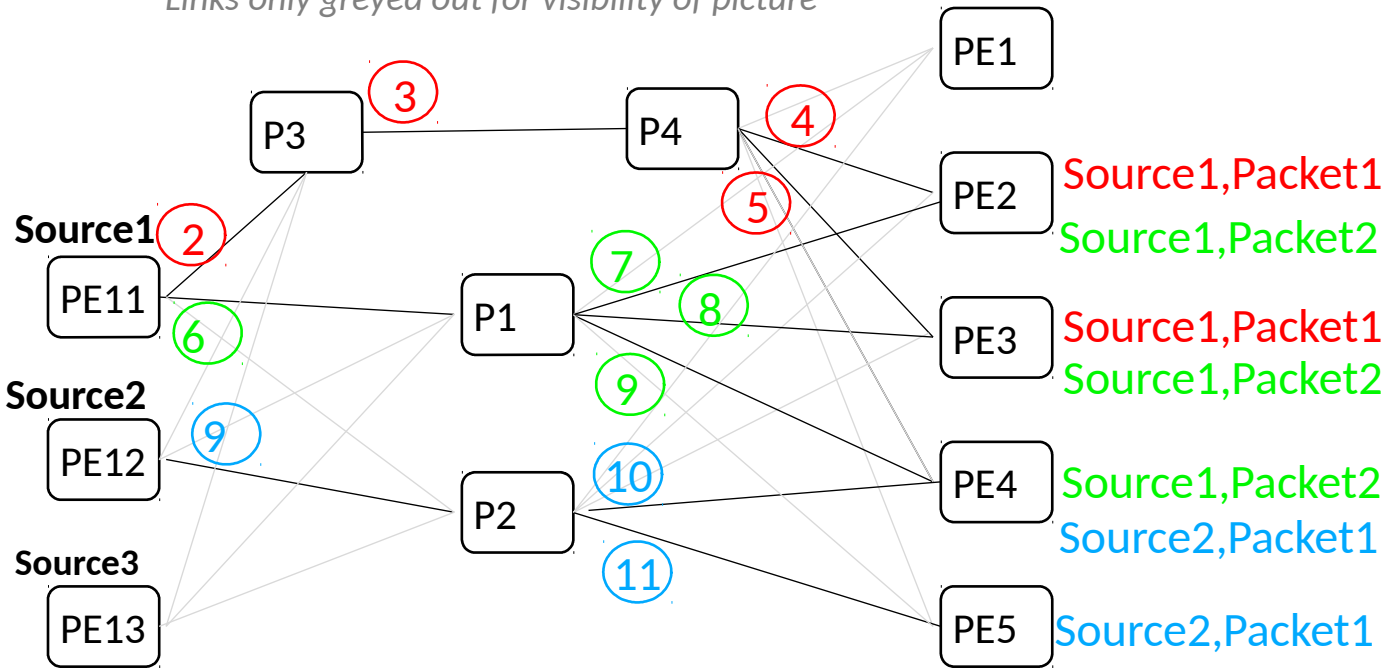 Links only greyed out for visibility of picture
PE1
3
P3
P4
4
PE2
Source1,Packet1
5
Source1,Packet2
Source1
2
PE11
7
8
P1
6
PE3
Source1,Packet1
Source1,Packet2
9
Source2
9
PE12
10
PE4
Source1,Packet2
P2
Source2,Packet1
11
Source3
PE13
PE5
Source2,Packet1